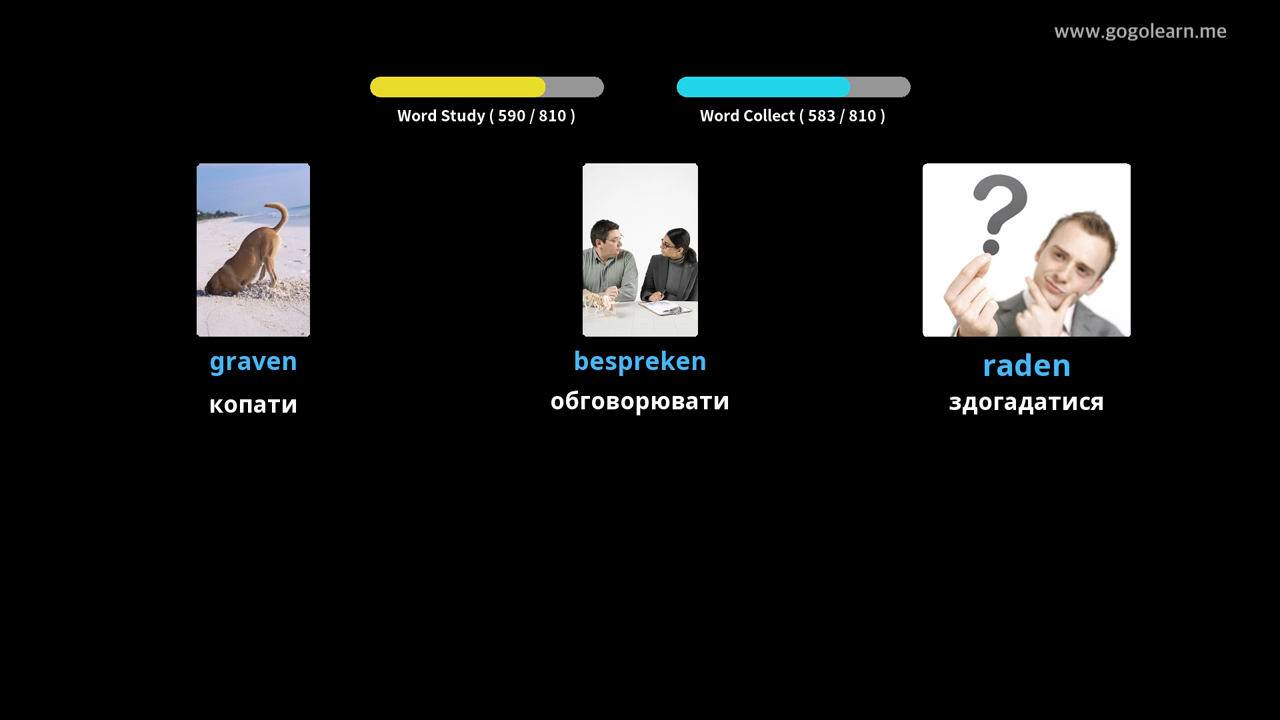 www.gogolearn.me
Word Study ( 590 / 810 )
Word Collect ( 583 / 810 )
graven
bespreken
raden
копати
обговорювати
здогадатися